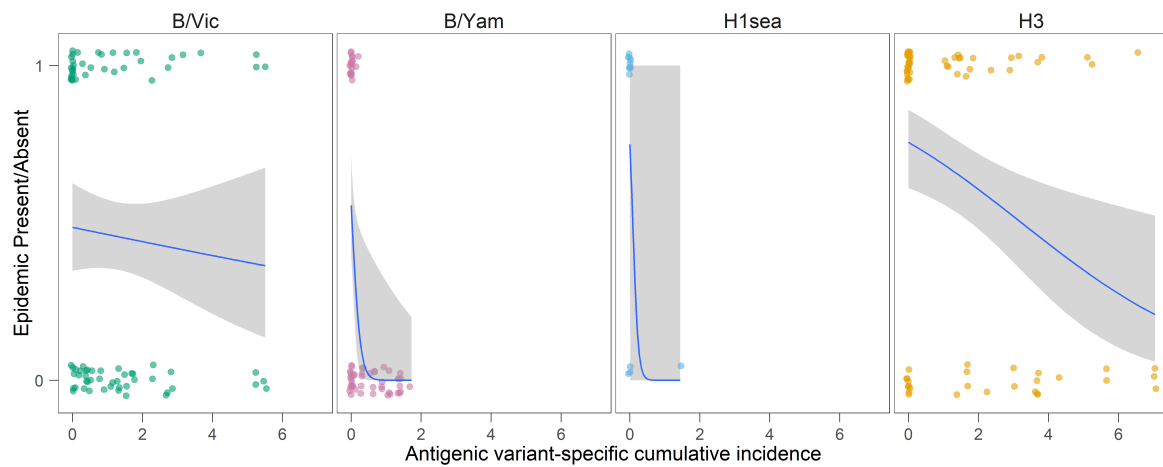 B/Vic
B/Yam
H1sea
H3
Epidemic Present/Absent
1
0
0 2 4 6
0 2 4 6
0 2 4 6
0 2 4 6
Antigenic variant-specific cumulative incidence